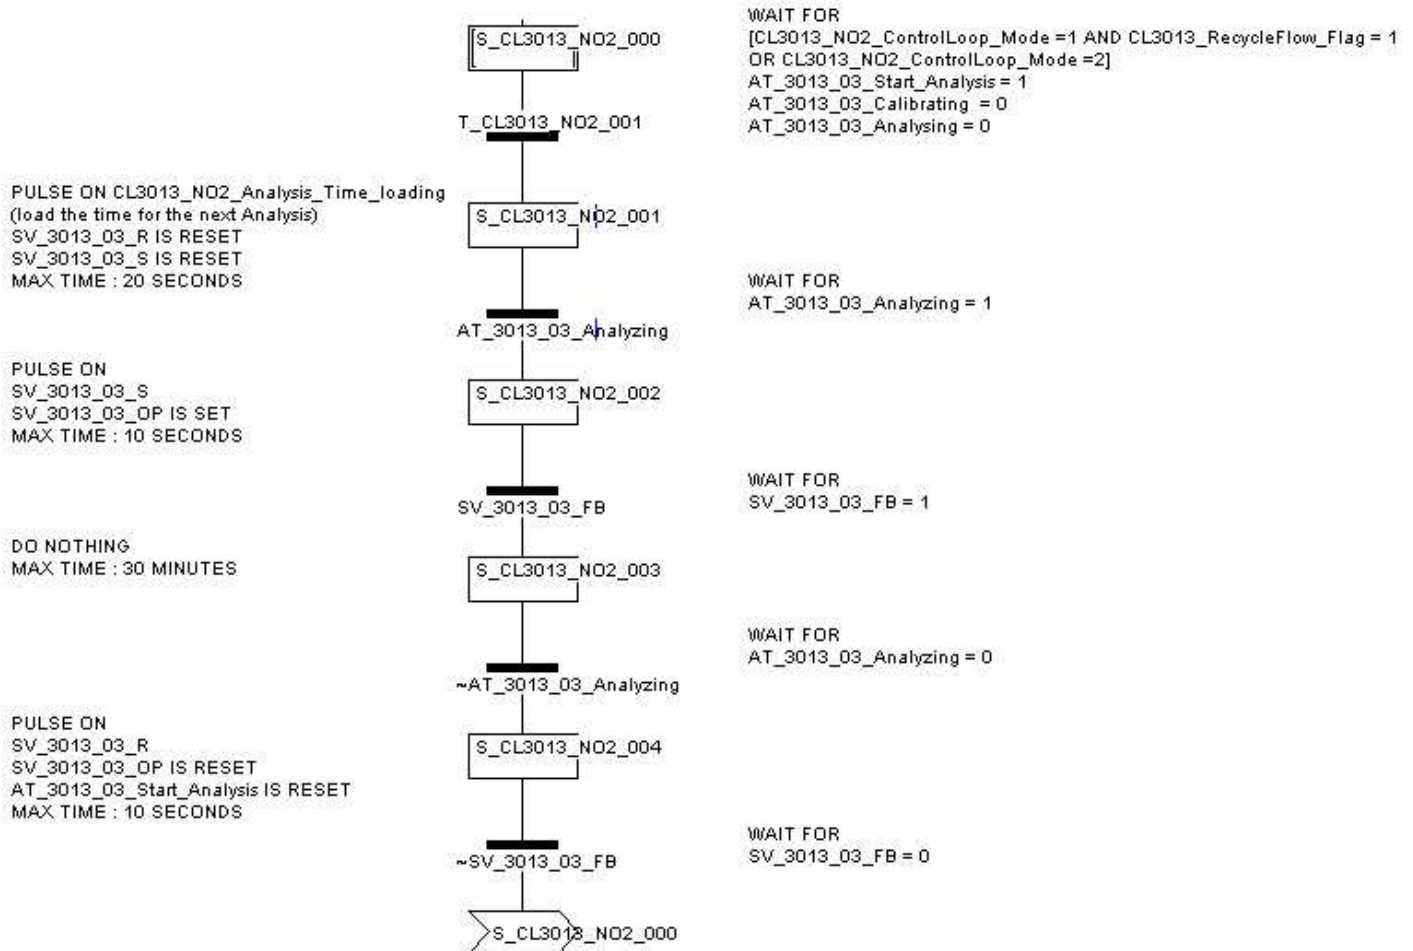 S_CL3013_NO2_000
WAIT FOR
[CL3013_NO2_ControlLoop_Mode =1 AND CL3013_RecycleFlow_Flag = 1
OR CL3013_NO2_ControlLoop_Mode =2]
AT_3013_03_Start_Analysis = 1
AT_3013_03_Calibrating = 0
AT_3013_03_Analysing = 0
T_CL3013_NO2_001
PULSE ON CL3013_NO2_Analysis_Time_loading
(load the time for the next Analysis)
SV_3013_03_R IS RESET
SV_3013_03_S IS RESET
MAX TIME : 20 SECONDS
S_CL3013_NO2_001
WAIT FOR
AT_3013_03_Analyzing = 1
AT_3013_03_Analyzing
PULSE ON
SV_3013_03_S
SV_3013_03_OP IS SET
MAX TIME : 10 SECONDS
S_CL3013_NO2_002
WAIT FOR
SV_3013_03_FB = 1
SV_3013_03_FB
DO NOTHING
MAX TIME : 30 MINUTES
S_CL3013_NO2_003
WAIT FOR
AT_3013_03_Analyzing = 0
~AT_3013_03_Analyzing
PULSE ON
SV_3013_03_R
SV_3013_03_OP IS RESET
AT_3013_03_Start_Analysis IS RESET
MAX TIME : 10 SECONDS
S_CL3013_NO2_004
WAIT FOR
SV_3013_03_FB = 0
~SV_3013_03_FB
S_CL3013_NO2_000